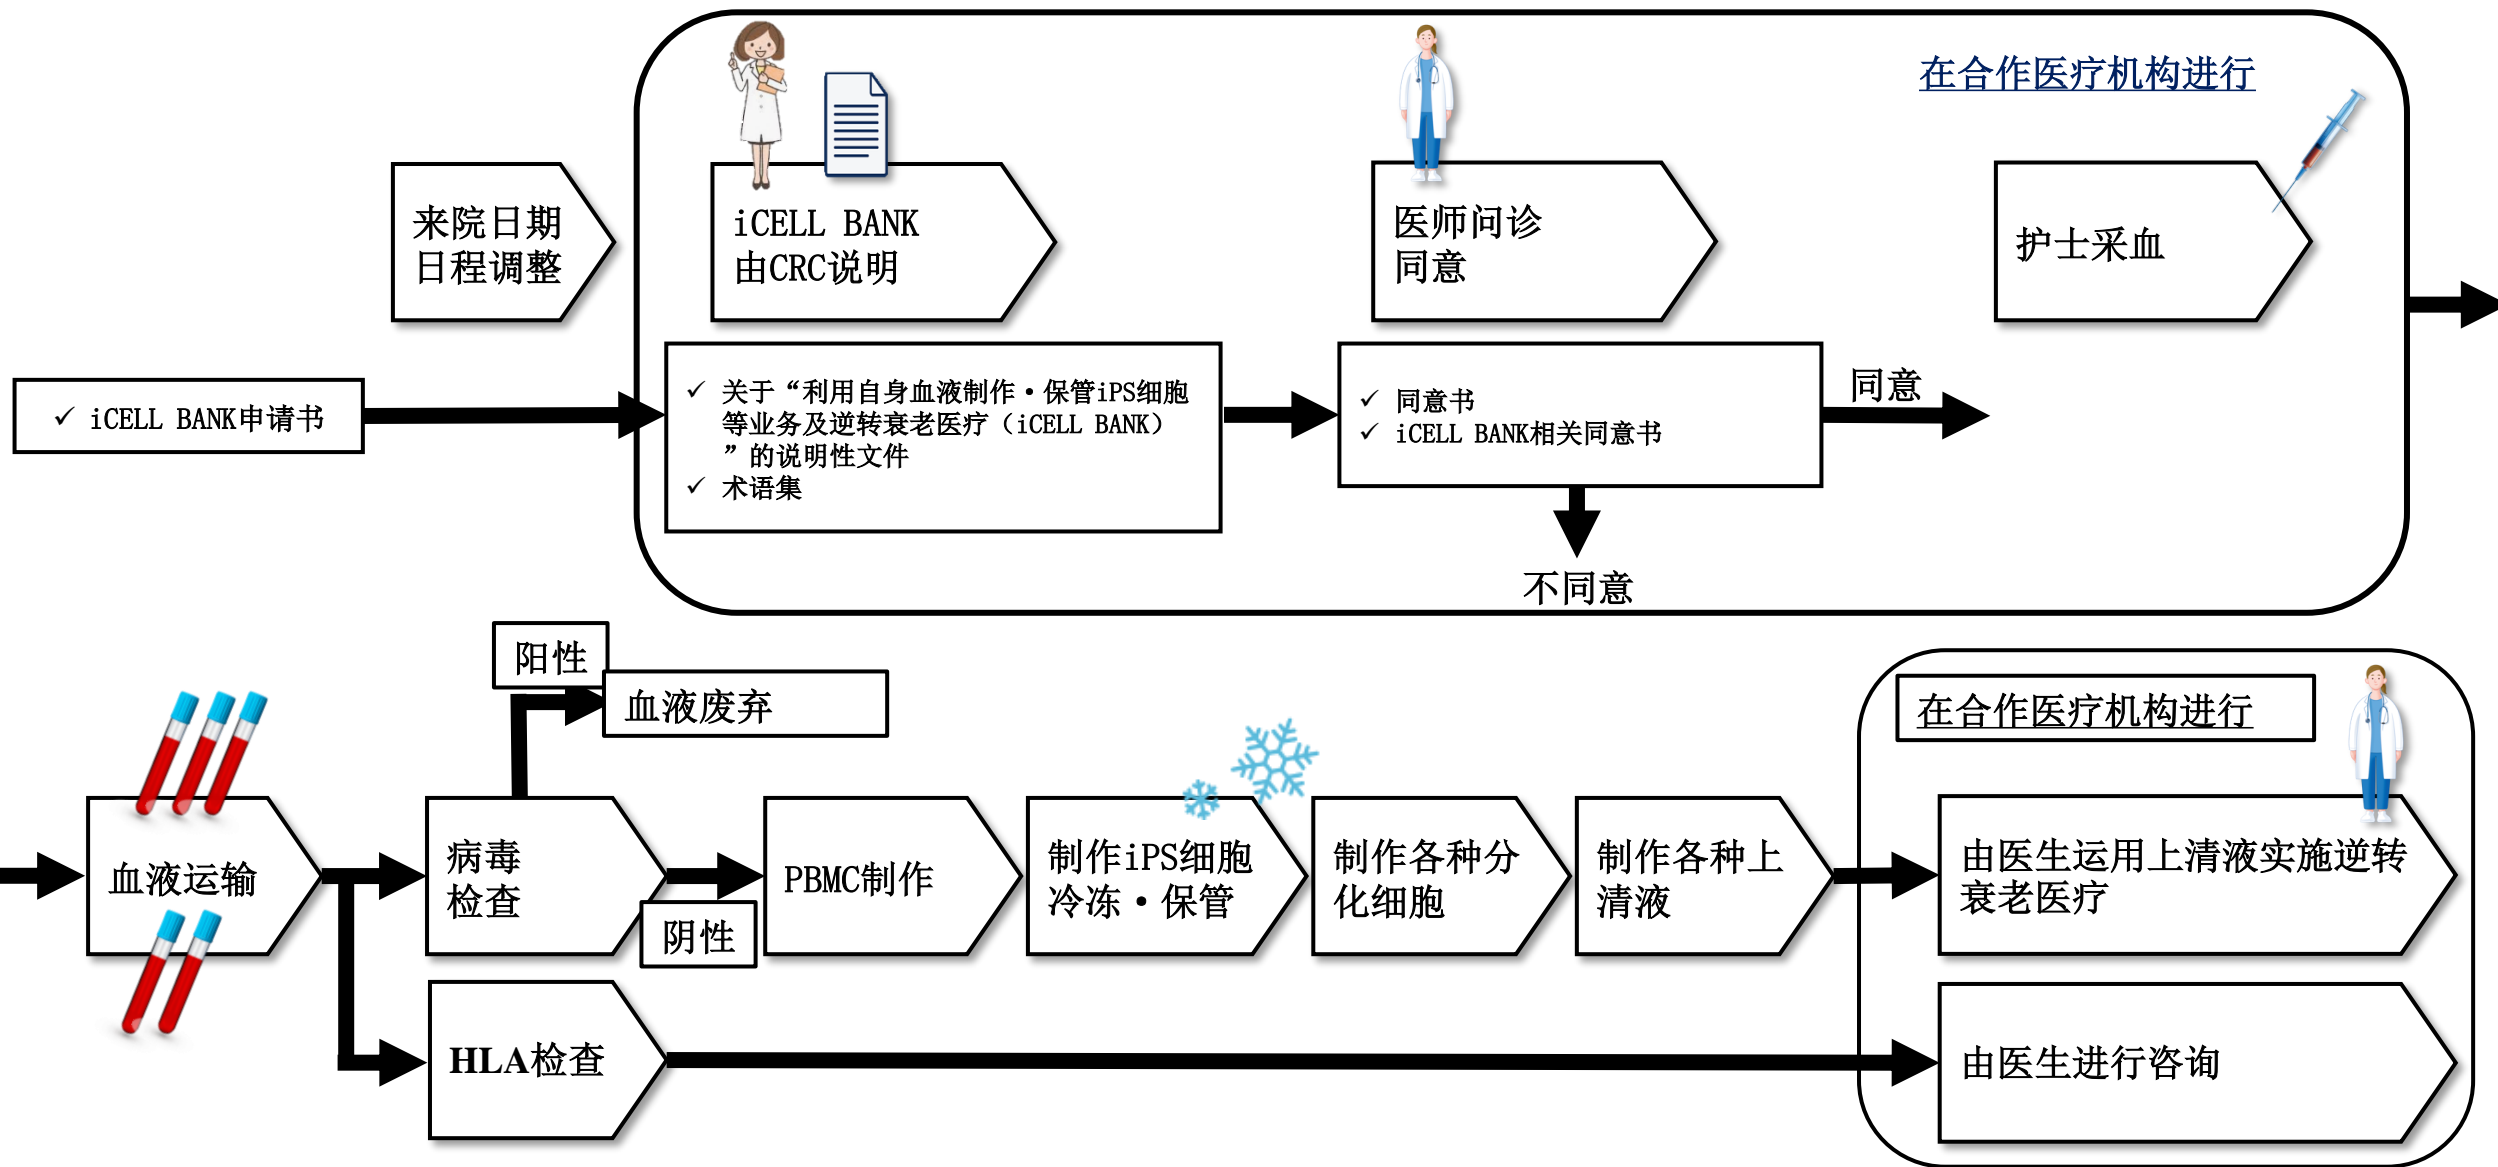 在合作医疗机构进行
来院日期
日程调整
iCELL BANK
由CRC说明
医师问诊
同意
护士采血
✓ iCELL BANK申请书
✓ 关于“利用自身血液制作·保管iPS细胞
等业务及逆转衰老医疗（iCELL BANK）
”的说明性文件
✓ 术语集
✓ 同意书
✓ iCELL BANK相关同意书
同意
不同意
阳性
血液废弃
在合作医疗机构进行
血液运输
病毒
检查
阴性
PBMC制作
制作iPS细胞
冷冻·保管
制作各种分
化细胞
制作各种上
清液
由医生运用上清液实施逆转
衰老医疗
HLA检查
由医生进行咨询